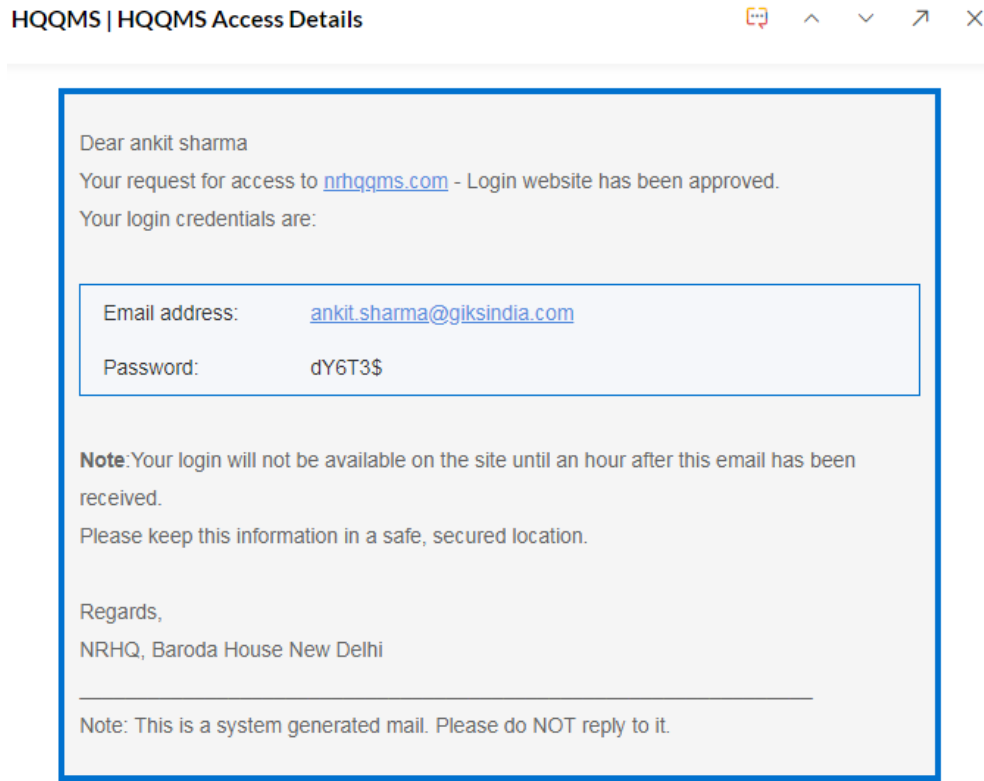 HQQMS | HQQMS Access Details
Dear ankit sharma
Your request for access to nrhqqms.com - Login website has been approved.
Your login credentials are:
Email address: ankit.sharma@giksindia.com
Password: dY6T3$
Note:Your login will not be available on the site until an hour after this email has been
received.
Please keep this information in a safe, secured location.
Regards,
NRHQ, Baroda House New Delhi
Note: This is a system generated mail. Please do NOT reply to it.